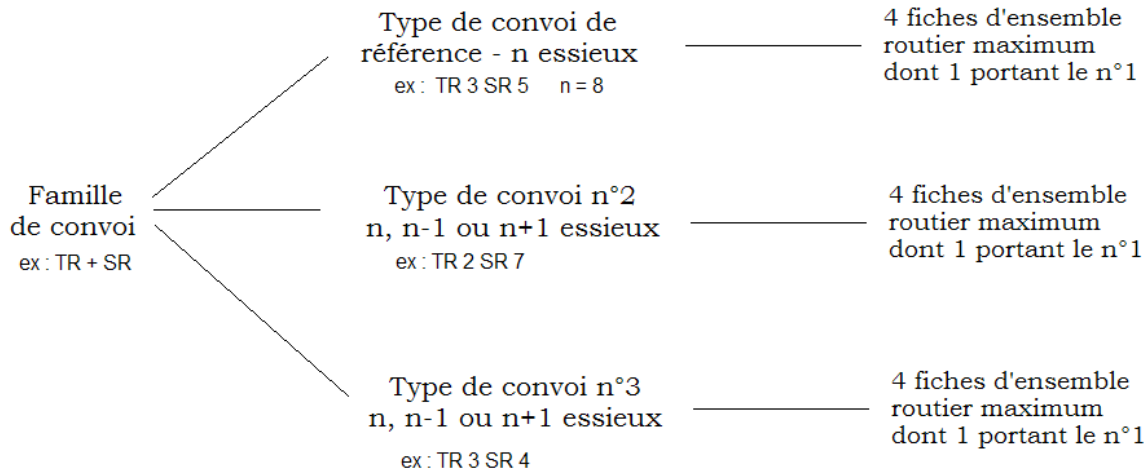 Type de convoi de
référence - n essieux
ex : TR 3 SR 5 n = 8
4 fiches d'ensemble
routier maximum
dont 1 portant le n°1
Famille
de convoi
ex : TR + SR
Type de convoi n°2
n, n-1 ou n+1 essieux
ex : TR 2 SR 7
4 fiches d'ensemble
routier maximum
dont 1 portant le n°1
Type de convoi n°3
n, n-1 ou n+1 essieux
ex : TR 3 SR 4
4 fiches d'ensemble
routier maximum
dont 1 portant le n°1